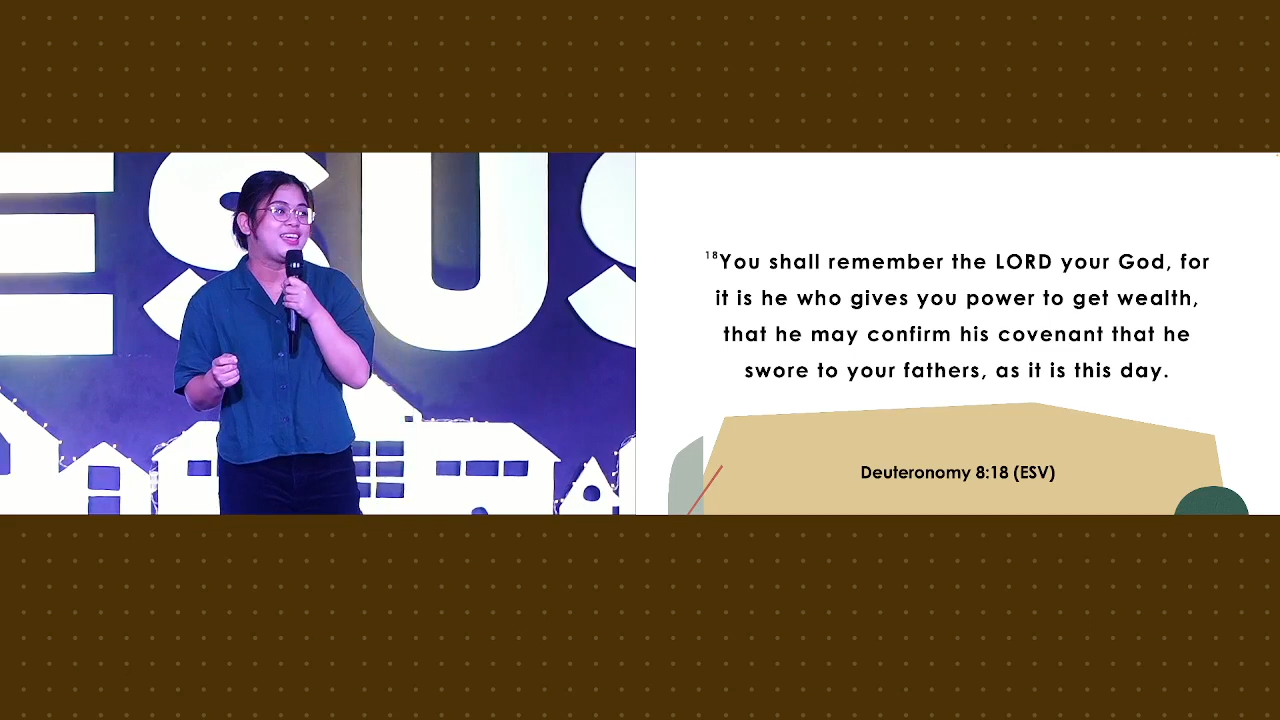 ESUS
18You shall remember the LORD your God, for
it is he who gives you power to get wealth,
that he may confirm his covenant that he
swore to your fathers, as it is this day.
Deuteronomy 8:18 (ESV)